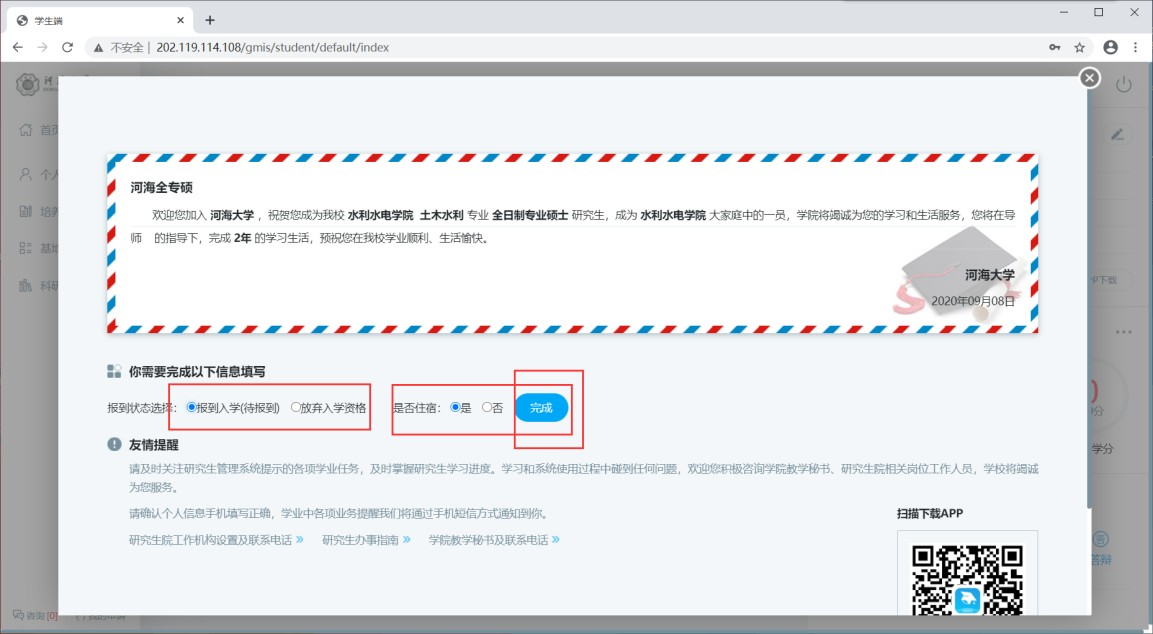 学生端
不安全 | 202.119.114.108/gmis/student/default/index
首页
个人
培养
基地
科研
河海全专硕
欢迎您加入 河海大学 ，祝贺您成为我校 水利水电学院 土木水利 专业 全日制专业硕士 研究生，成为 水利水电学院 大家庭中的一员，学院将竭诚为您的学习和生活服务，您将在导
师 的指导下，完成 2年 的学习生活，预祝您在我校学业顺利、生活愉快。
河海大学
2020年09月08日
P下载
你需要完成以下信息填写
报到状态选择： 报到入学(待报到) 放弃入学资格 是否住宿： 是 否 完成
分
友情提醒
学分
请及时关注研究生管理系统提示的各项学业任务，及时掌握研究生学习进度。学习和系统使用过程中碰到任何问题，欢迎您积极咨询学院教学秘书、研究生院相关岗位工作人员，学校将竭诚
为您服务。
请确认个人信息手机填写正确，学业中各项业务提醒我们将通过手机短信方式通知到你。
扫描下载APP
研究生院工作机构设置及联系电话 » 研究生办事指南 » 学院教学秘书及联系电话 »
答
答辩
咨询 [0] 我的申请